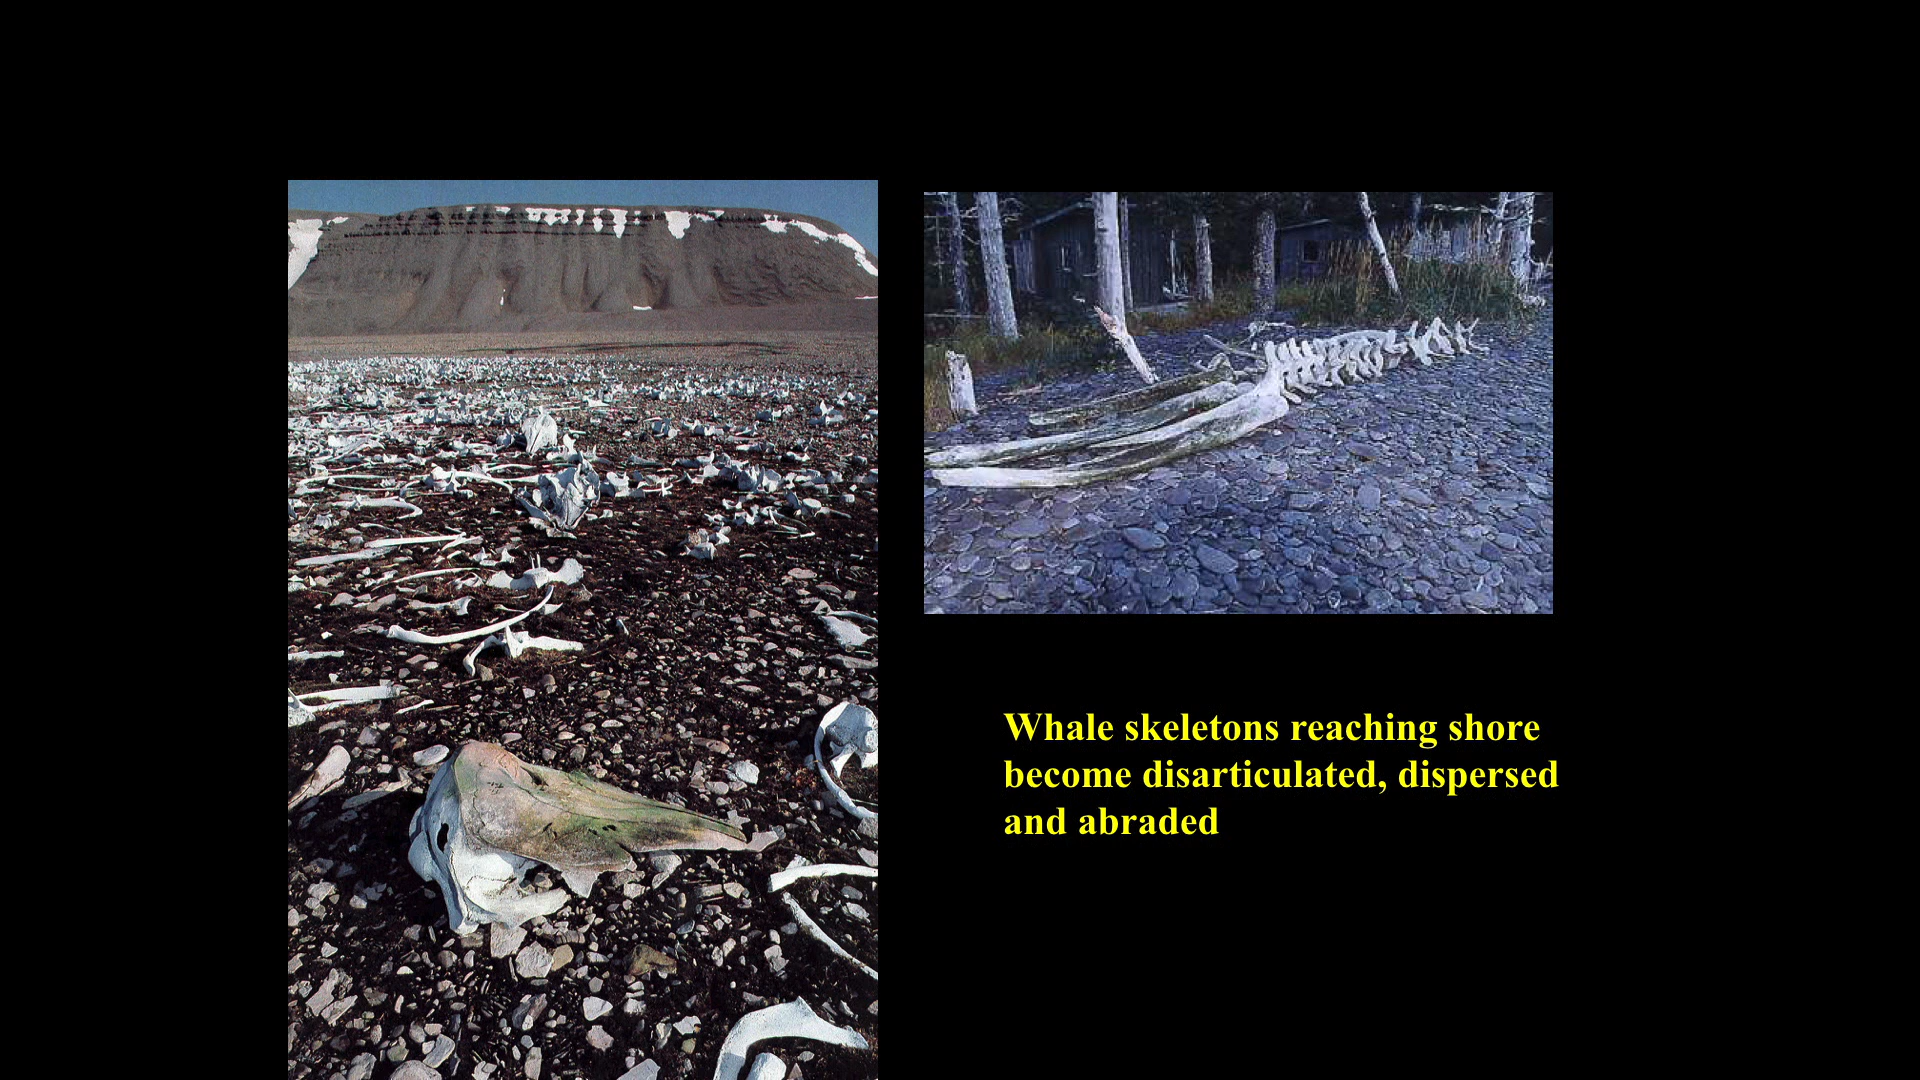 Whale skeletons reaching shore
become disarticulated, dispersed
and abraded